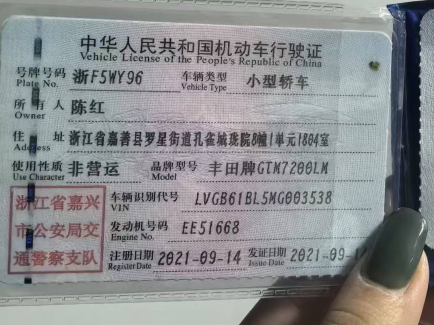 中华人民共和国机动车行驶证
Vehicle License of the People's Republic of China
号牌号码 浙F5WY96 车辆类型 小型轿车
Plate No. Vehicle Type
所有人 陈红
Owner
住址 浙江省嘉善县罗星街道孔雀城珑院8幢1单元1804室
Address
使用性质 非营运 品牌型号 丰田牌GTM7200LM
Use Character Model
浙江省嘉兴市公安局交通警察支队
车辆识别代号 LVGB61BL5MG003538
VIN
发动机号码 EE51668
Engine No.
注册日期 2021-09-14 发证日期 2021-09-14
Register Date Issue Date